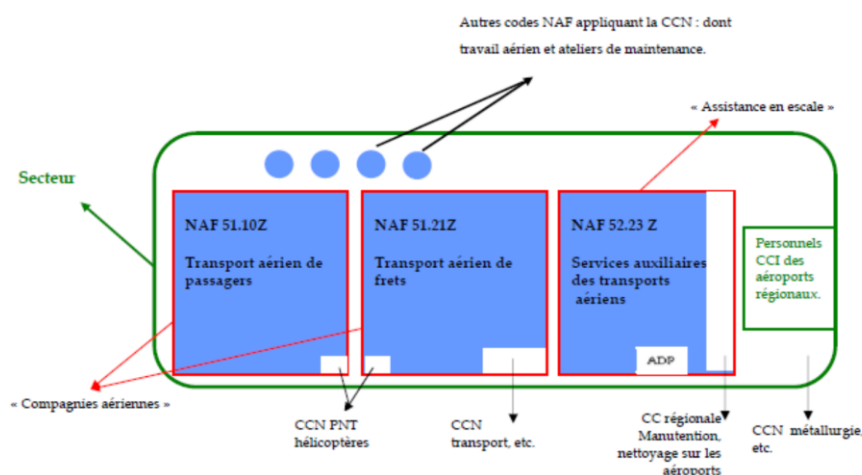 Autres codes NAF appliquant la CCN : dont
travail aérien et ateliers de maintenance.
« Assistance en escale »
Secteur
NAF 51.10Z
Transport aérien de
passagers
NAF 51.21Z
Transport aérien de
frets
NAF 52.23 Z
Services auxiliaires
des transports
aériens
Personnels
CCI des
aéroports
régionaux.
ADP
« Compagnies aériennes »
CCN PNT
hélicoptères
CCN
transport, etc.
CC régionale
Manutention,
nettoyage sur les
aéroports
CCN métallurgie,
etc.